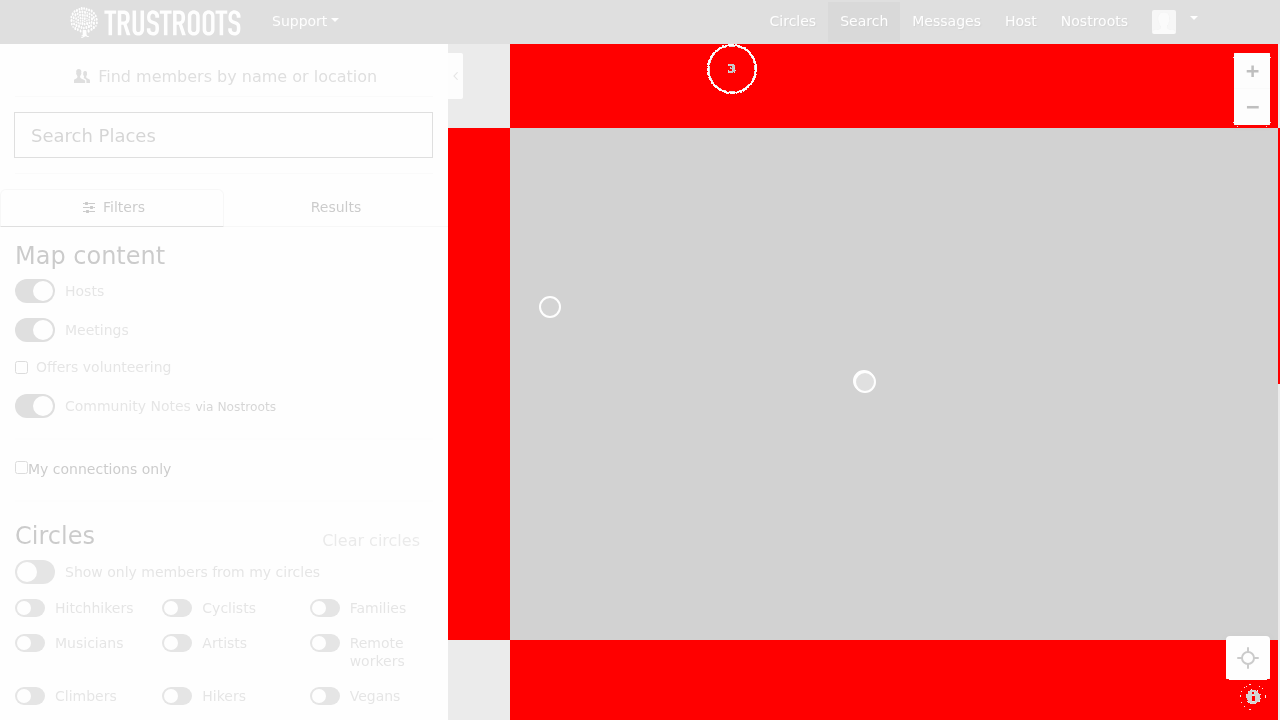 TRUSTROOTS
Support
Circles
Search
Messages
Host
Nostroots
Find members by name or location
Search Places
Filters
Results
Map content
Hosts
Meetings
Offers volunteering
Community Notes via Nostroots
My connections only
Circles
Clear circles
Show only members from my circles
Hitchhikers
Cyclists
Families
Musicians
Artists
Remote
workers
Climbers
Hikers
Vegans
3
+
−